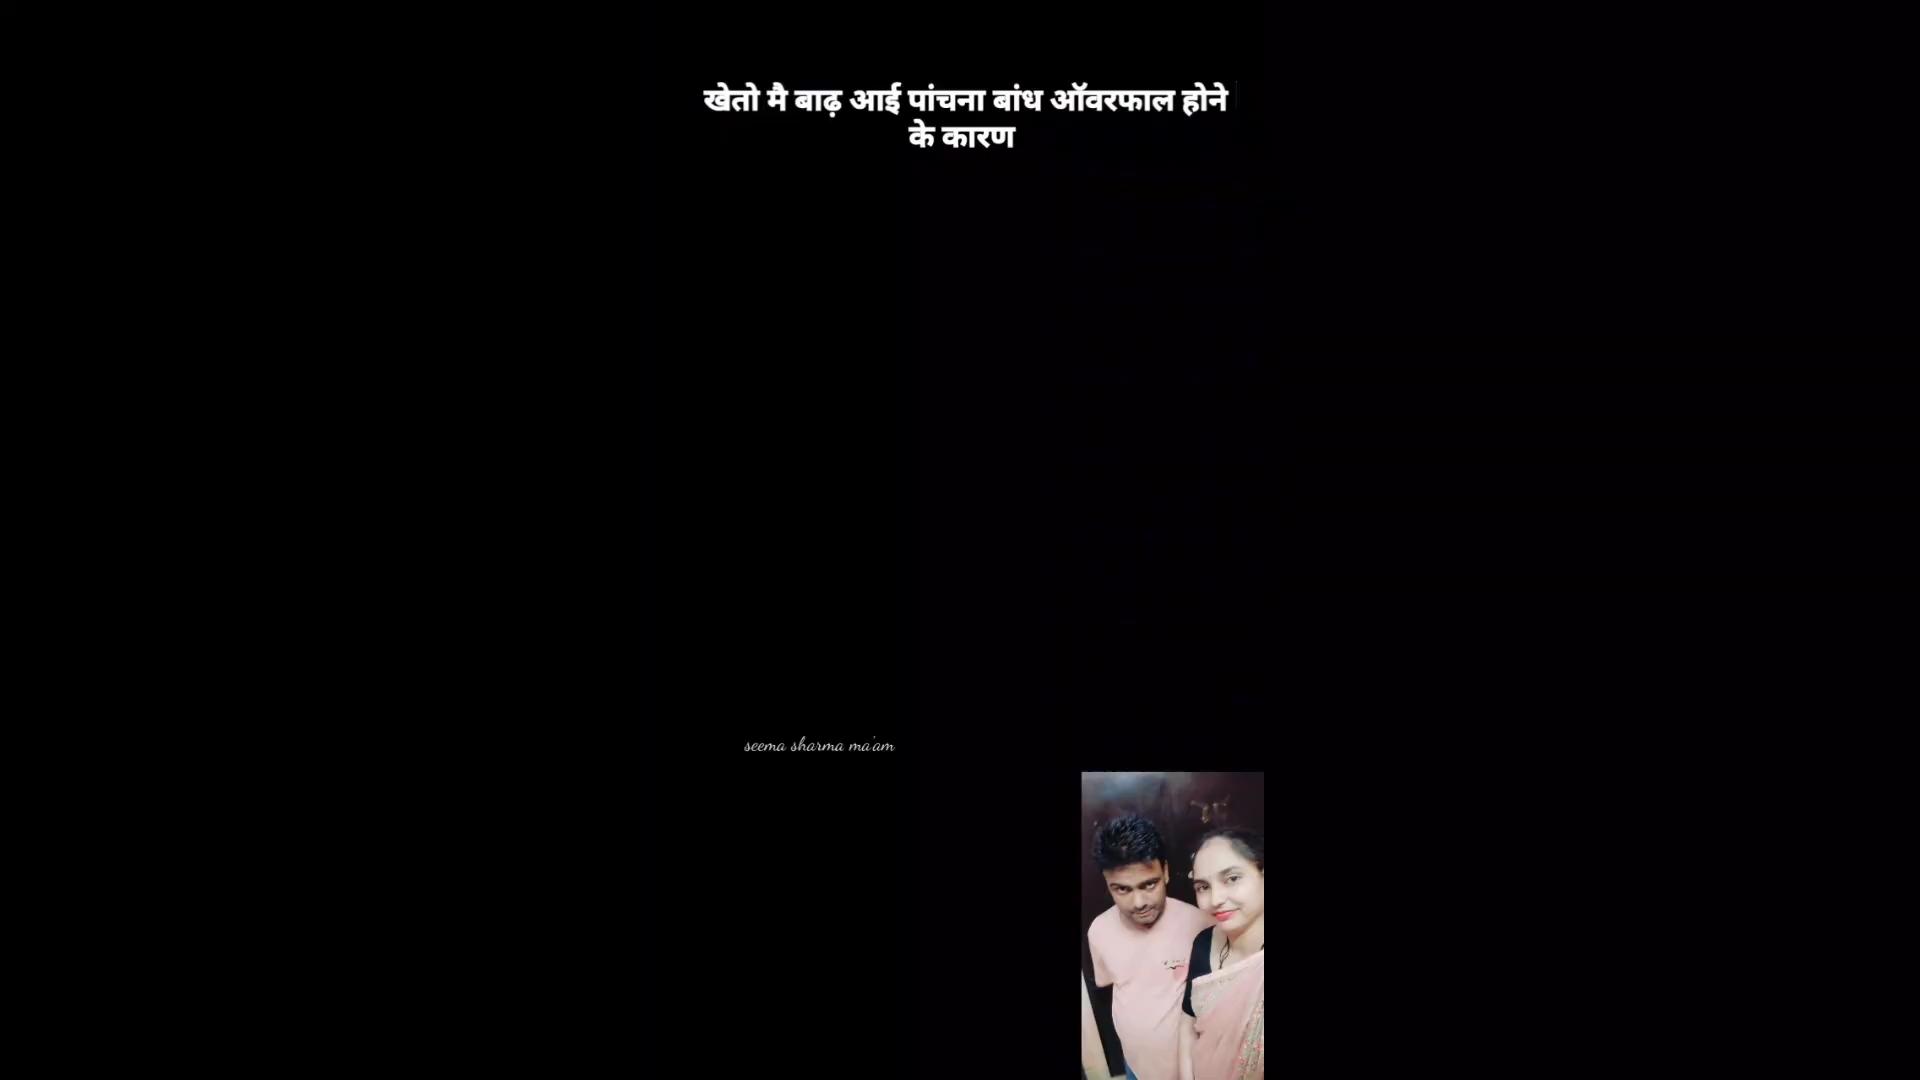 खेतो मै बाढ़ आई पांचना बांध ऑवरफाल होने
के कारण
seema sharma ma'am